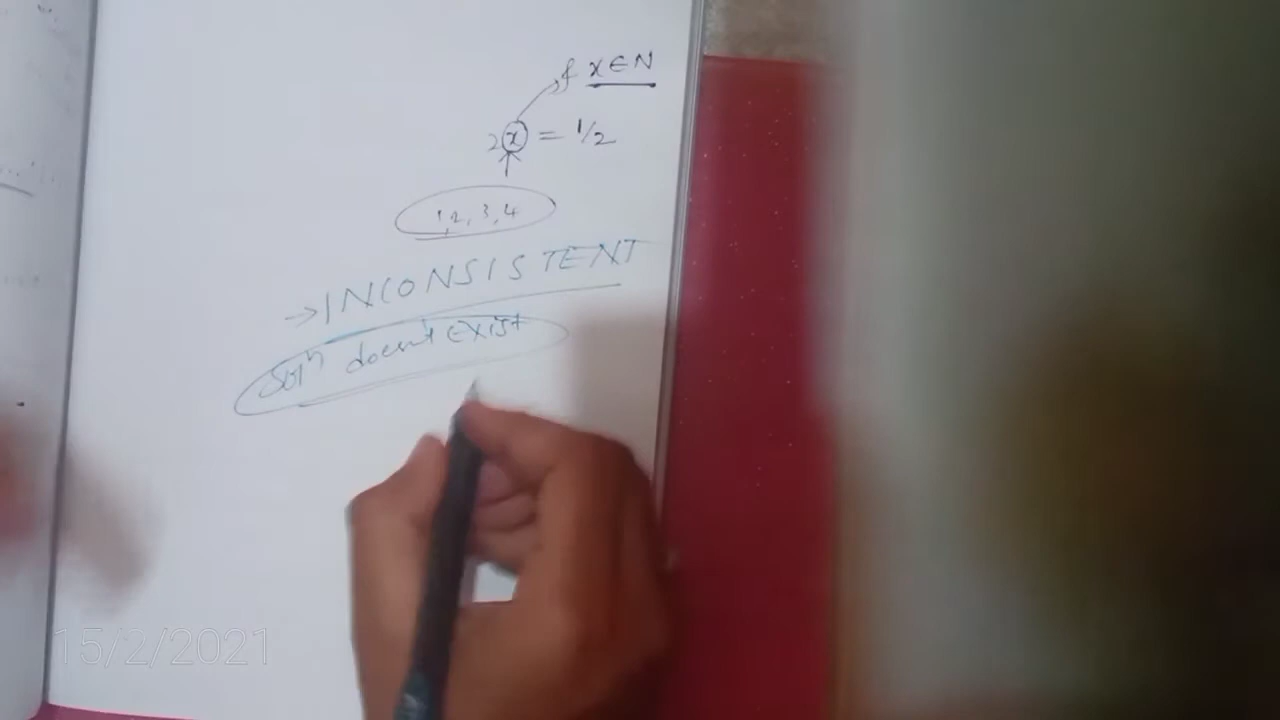 if x ∈ N
2x = 1/2
1, 2, 3, 4
→ INCONSISTENT
Solⁿ doesn't EXIST
15/2/2021